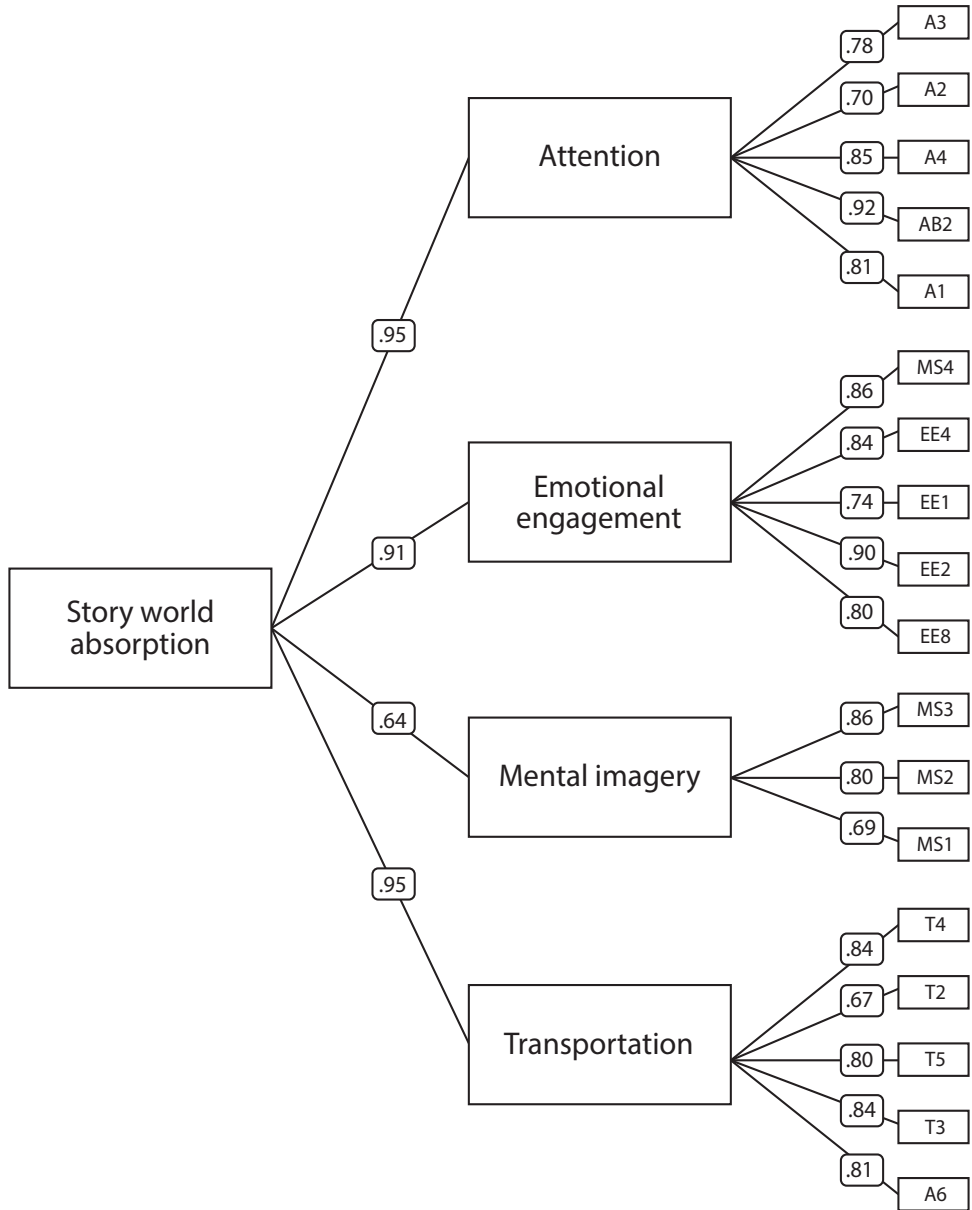 A3
.78
A2
.70
Attention
.85
A4
.92
AB2
.81
A1
.95
MS4
.86
EE4
.84
Emotional
engagement
.74
EE1
.91
.90
EE2
.80
EE8
Story world
absorption
.64
MS3
.86
Mental imagery
.80
MS2
.69
MS1
.95
T4
.84
T2
.67
Transportation
.80
T5
.84
T3
.81
A6